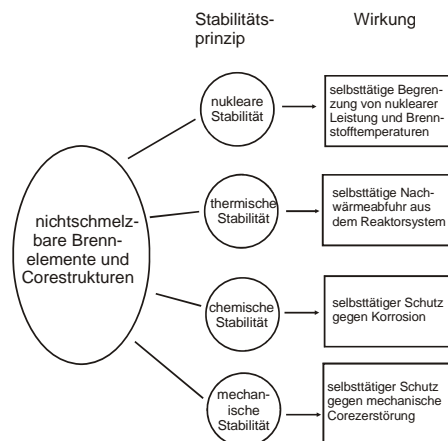 Stabilitäts-
prinzip
Wirkung
nichtschmelz-
bare Brenn-
elemente und
Corestrukturen
nukleare
Stabilität
selbsttätige Begren-
zung von nuklearer
Leistung und Brenn-
stofftemperaturen
thermische
Stabilität
selbsttätige Nach-
wärmeabfuhr aus
dem Reaktorsystem
chemische
Stabilität
selbsttätiger Schutz
gegen Korrosion
mechan-
ische
Stabilität
selbsttätiger Schutz
gegen mechanische
Corezerstörung